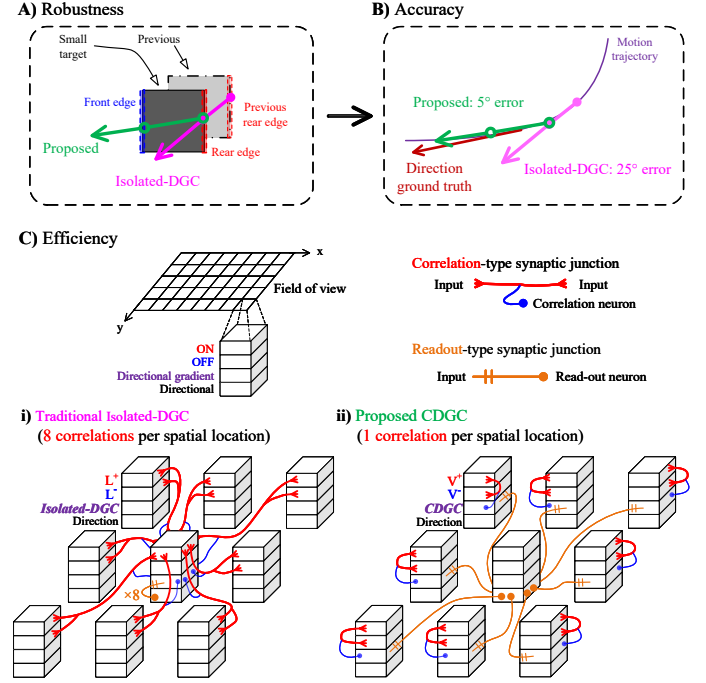 A) Robustness
Small
target
Previous
Front edge
Previous
rear edge
Proposed
Rear edge
Isolated-DGC
B) Accuracy
Motion
trajectory
Proposed: 5° error
Direction
ground truth
Isolated-DGC: 25° error
C) Efficiency
x
Field of view
y
ON
OFF
Directional gradient
Directional
Correlation-type synaptic junction
Input
Input
Correlation neuron
Readout-type synaptic junction
Input
Read-out neuron
i) Traditional Isolated-DGC
(8 correlations per spatial location)
L+
L-
Isolated-DGC
Direction
×8
ii) Proposed CDGC
(1 correlation per spatial location)
V+
V-
CDGC
Direction